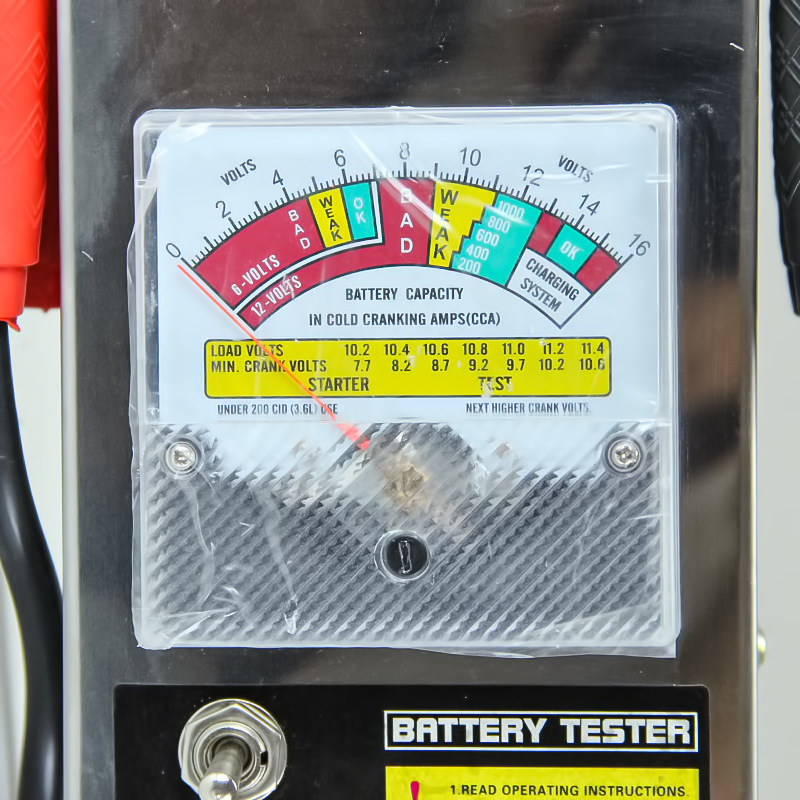 VOLTS VOLTS
0 2 4 6 8 10 12 14 16
BAD WEAK OK BAD WEAK 1000 OK
800
600
400
200
6-VOLTS
12-VOLTS
CHARGING
SYSTEM
BATTERY CAPACITY
IN COLD CRANKING AMPS(CCA)
LOAD VOLTS 10.2 10.4 10.6 10.8 11.0 11.2 11.4
MIN. CRANK VOLTS 7.7 8.2 8.7 9.2 9.7 10.2 10.6
STARTER TEST
UNDER 200 CID (3.6L) USE NEXT HIGHER CRANK VOLTS.
BATTERY TESTER
! 1.READ OPERATING INSTRUCTIONS.